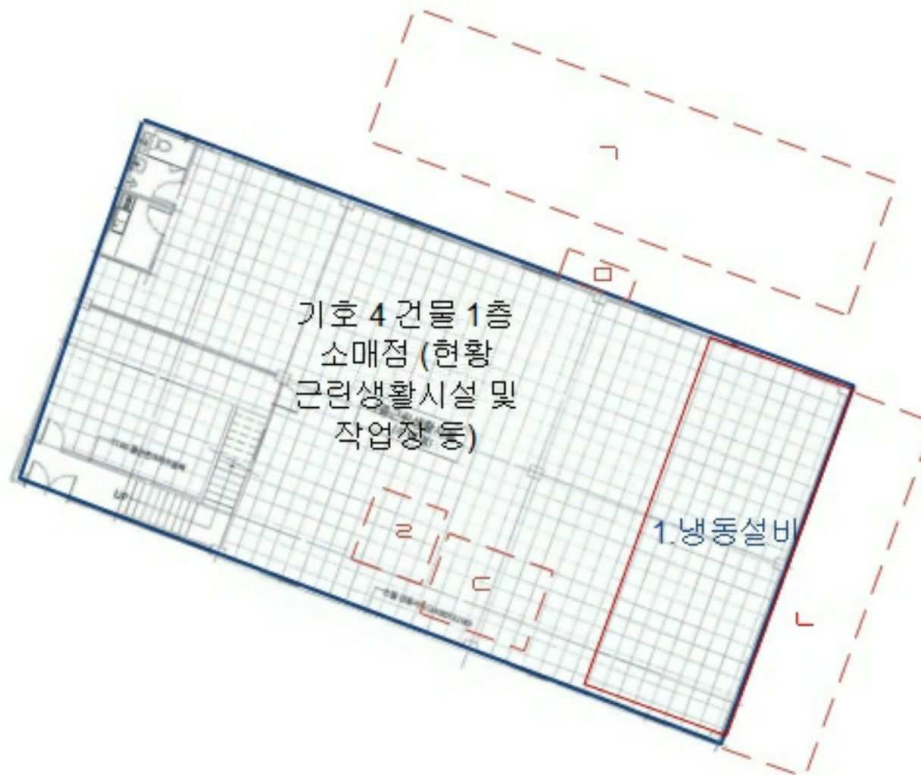 ㄱ
ㅁ
기호 4 건물 1층
소매점 (현황
근린생활시설 및
작업장 등)
UP
ㄹ
1.냉동설비
ㄷ
ㄴ